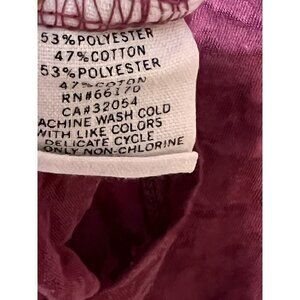 53%POLYESTER
47%COTTON
53%POLYESTER
47%COTTON
RN#66170
CA#32054
ACHINE WASH COLD
WITH LIKE COLORS
DELICATE CYCLE
ONLY NON-CHLORINE